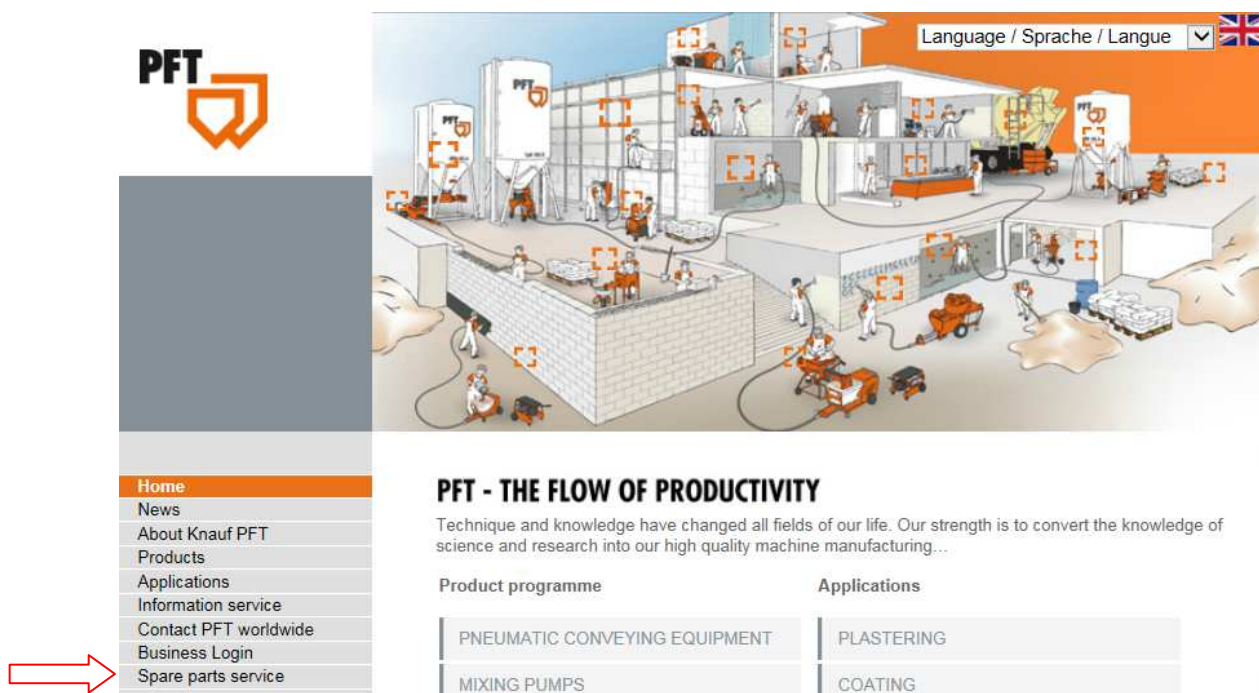 Language / Sprache / Langue
PFT
PFT
PFT
PFT
Home
News
About Knauf PFT
Products
Applications
Information service
Contact PFT worldwide
Business Login
Spare parts service
PFT - THE FLOW OF PRODUCTIVITY
Technique and knowledge have changed all fields of our life. Our strength is to convert the knowledge of
science and research into our high quality machine manufacturing…
Product programme
Applications
PNEUMATIC CONVEYING EQUIPMENT
PLASTERING
MIXING PUMPS
COATING